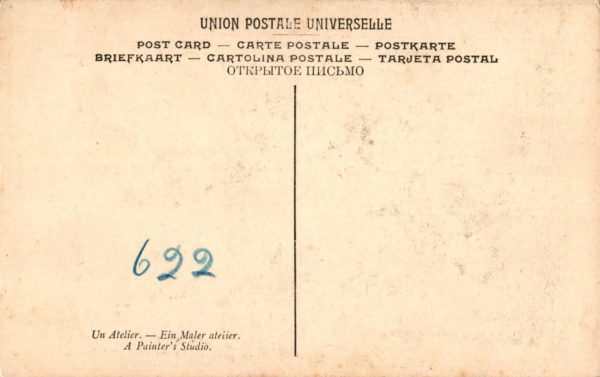 UNION POSTALE UNIVERSELLE
POST CARD — CARTE POSTALE — POSTKARTE
BRIEFKAART — CARTOLINA POSTALE — TARJETA POSTAL
ОТКРЫТОЕ ПИСЬМО
622
Un Atelier. — Ein Maler atelier.
A Painter's Studio.